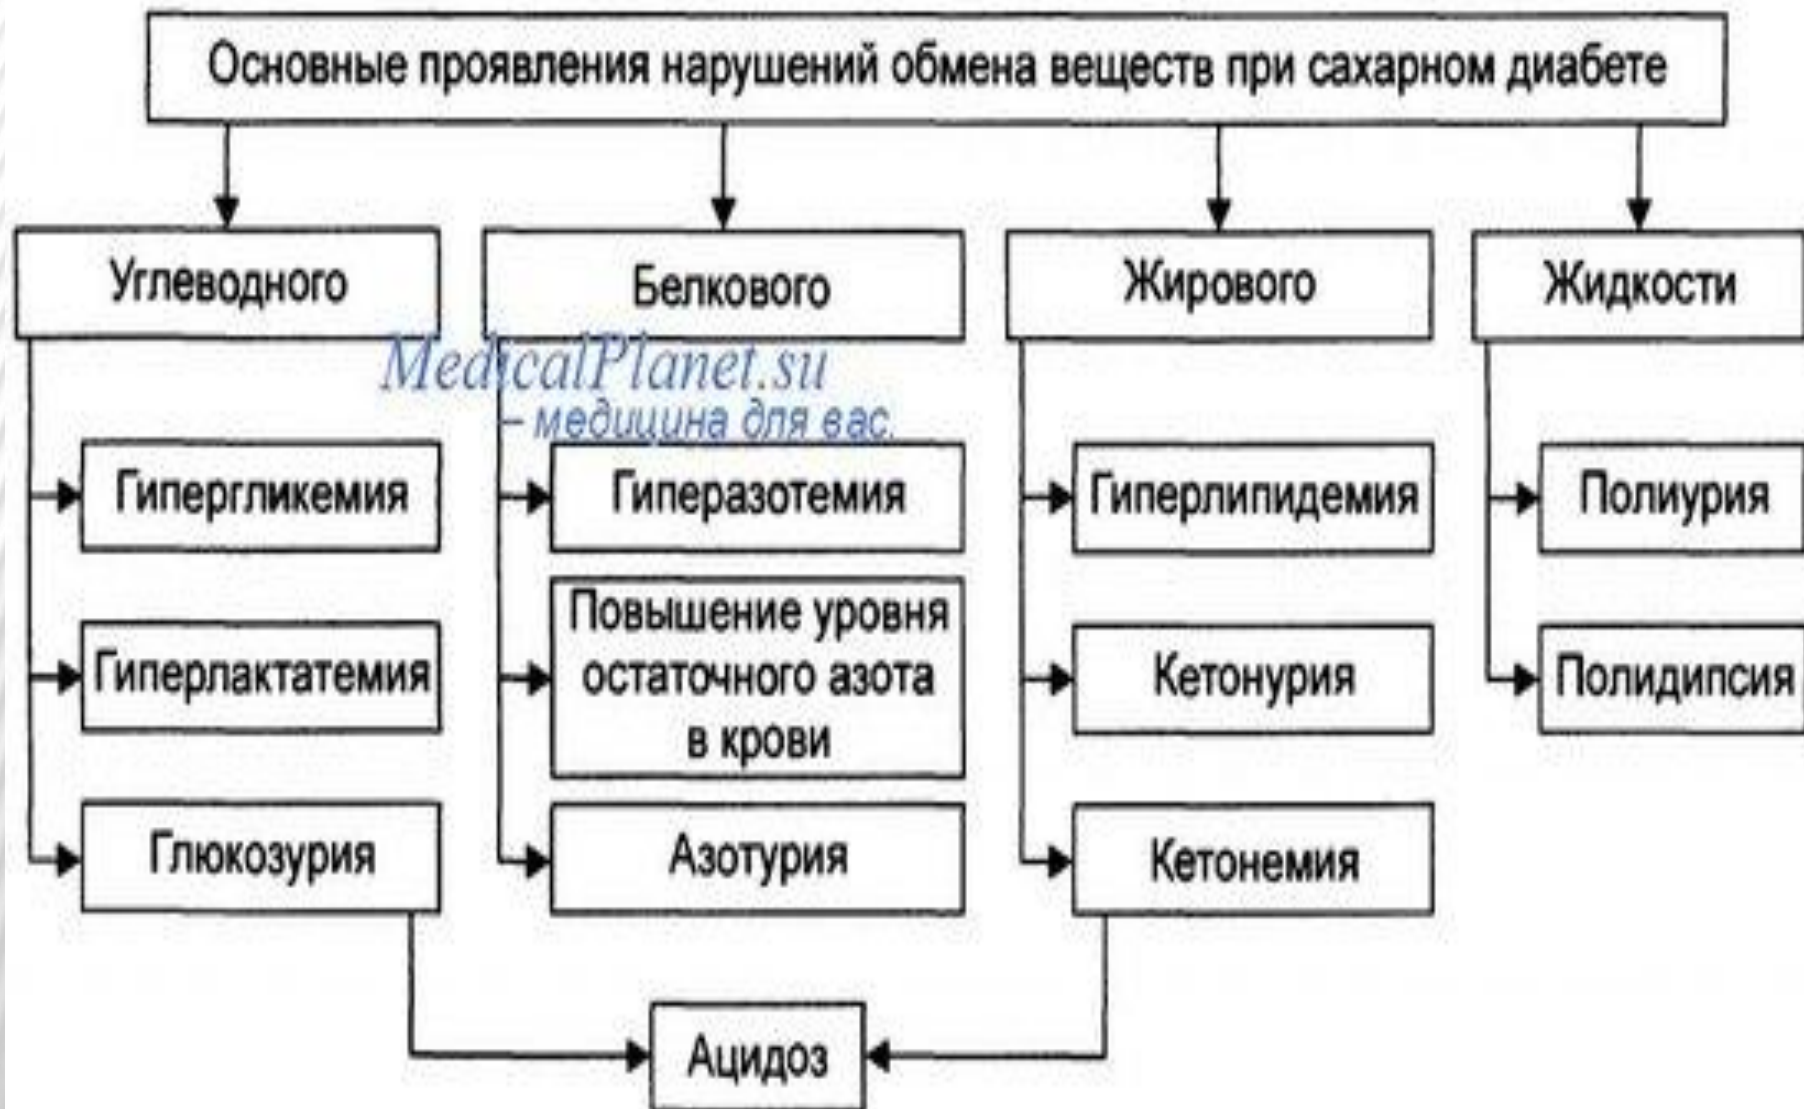 Основные проявления нарушений обмена веществ при сахарном диабете
Углеводного
Белкового
Жирового
Жидкости
MedicalPlanet.su
– медицина для вас.
Гипергликемия
Гиперазотемия
Гиперлипидемия
Полиурия
Гиперлактатемия
Повышение уровня
остаточного азота
в крови
Кетонурия
Полидипсия
Глюкозурия
Азотурия
Кетонемия
Ацидоз